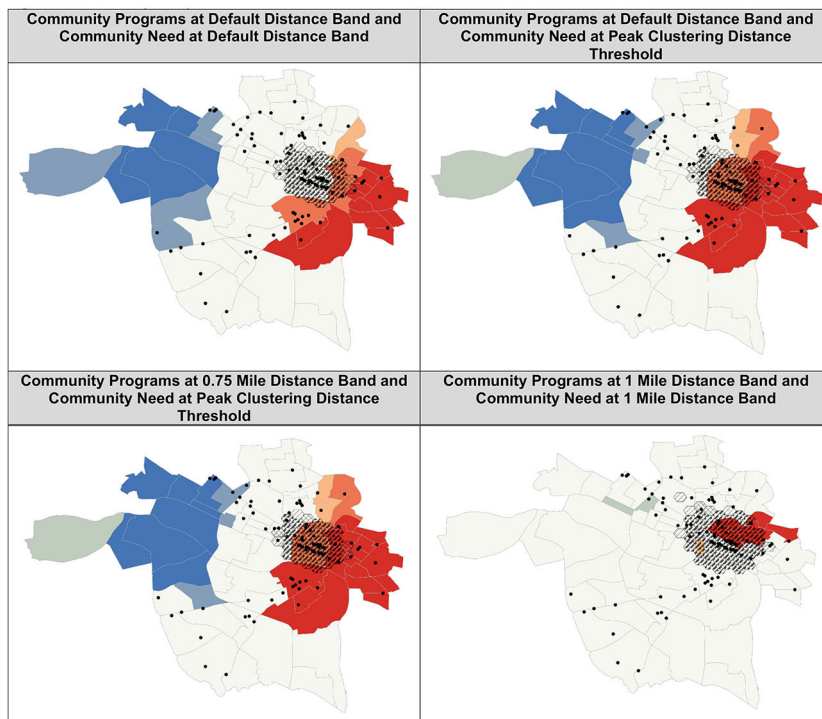 Community Programs at Default Distance Band and
Community Need at Default Distance Band
Community Programs at Default Distance Band and
Community Need at Peak Clustering Distance
Threshold
Community Programs at 0.75 Mile Distance Band and
Community Need at Peak Clustering Distance
Threshold
Community Programs at 1 Mile Distance Band and
Community Need at 1 Mile Distance Band